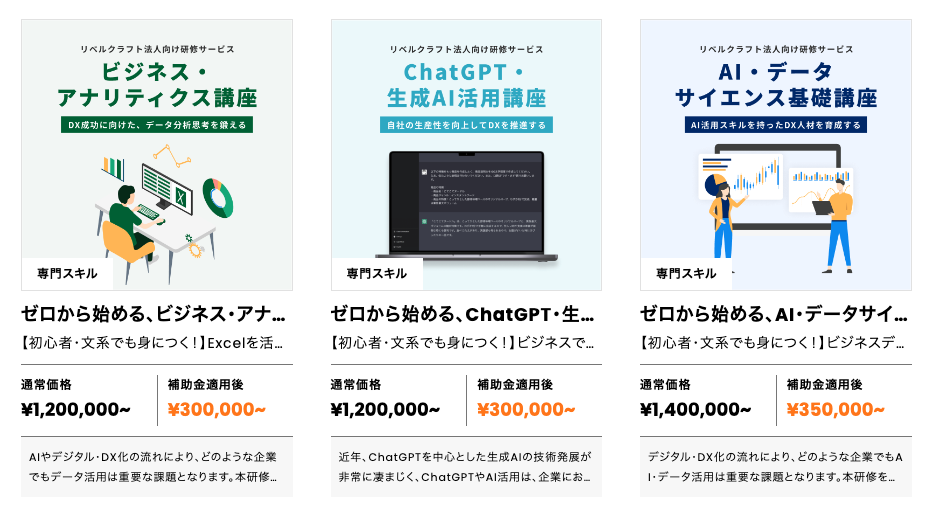 リベルクラフト法人向け研修サービス
ビジネス・
アナリティクス講座
DX成功に向けた、データ分析思考を鍛える
専門スキル
ゼロから始める、ビジネス・アナ...
【初心者・文系でも身につく！】Excelを活...
通常価格
¥1,200,000~
補助金適用後
¥300,000~
AIやデジタル・DX化の流れにより、どのような企業
でもデータ活用は重要な課題となります。本研修...
リベルクラフト法人向け研修サービス
ChatGPT・
生成AI活用講座
自社の生産性を向上してDXを推進する
専門スキル
ゼロから始める、ChatGPT・生...
【初心者・文系でも身につく！】ビジネスで...
通常価格
¥1,200,000~
補助金適用後
¥300,000~
近年、ChatGPTを中心とした生成AIの技術発展が
非常に凄まじく、ChatGPTやAI活用は、企業にお...
リベルクラフト法人向け研修サービス
AI・データ
サイエンス基礎講座
AI活用スキルを持ったDX人材を育成する
専門スキル
ゼロから始める、AI・データサイ...
【初心者・文系でも身につく！】ビジネスデ...
通常価格
¥1,400,000~
補助金適用後
¥350,000~
デジタル・DX化の流れにより、どのような企業でもA
I・データ活用は重要な課題となります。本研修を...